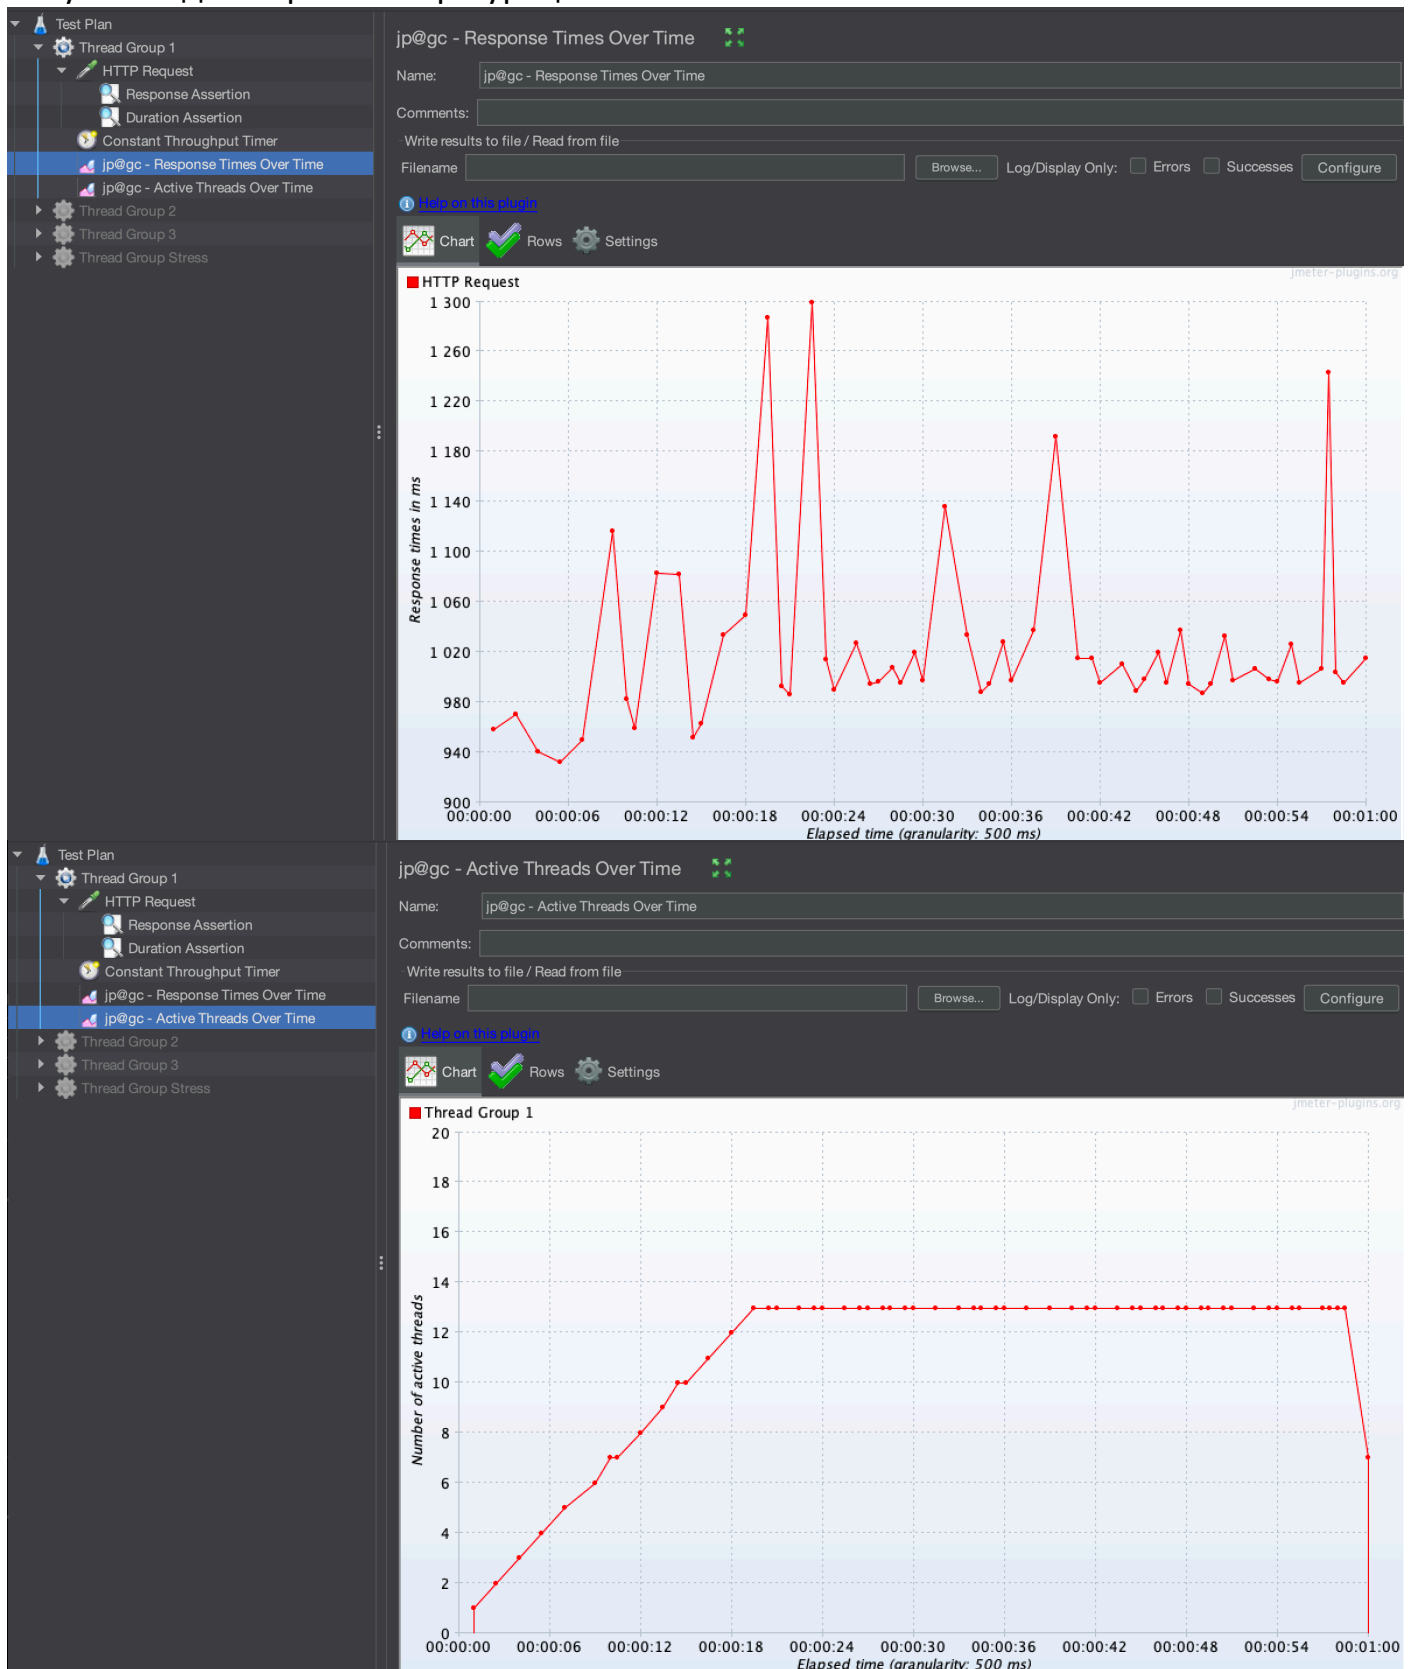 Test Plan
Thread Group 1
HTTP Request
Response Assertion
Duration Assertion
Constant Throughput Timer
jp@gc - Response Times Over Time
jp@gc - Active Threads Over Time
Thread Group 2
Thread Group 3
Thread Group Stress
jp@gc - Response Times Over Time
Name: jp@gc - Response Times Over Time
Comments:
Write results to file / Read from file
Filename Browse... Log/Display Only: Errors Successes Configure
Help on this plugin
Chart Rows Settings
jmeter-plugins.org
HTTP Request
1 300
1 260
1 220
1 180
1 140
1 100
1 060
1 020
980
940
900
Response times in ms
00:00:00 00:00:06 00:00:12 00:00:18 00:00:24 00:00:30 00:00:36 00:00:42 00:00:48 00:00:54 00:01:00
Elapsed time (granularity: 500 ms)
Test Plan
Thread Group 1
HTTP Request
Response Assertion
Duration Assertion
Constant Throughput Timer
jp@gc - Response Times Over Time
jp@gc - Active Threads Over Time
Thread Group 2
Thread Group 3
Thread Group Stress
jp@gc - Active Threads Over Time
Name: jp@gc - Active Threads Over Time
Comments:
Write results to file / Read from file
Filename Browse... Log/Display Only: Errors Successes Configure
Help on this plugin
Chart Rows Settings
jmeter-plugins.org
Thread Group 1
20
18
16
14
12
10
8
6
4
2
0
Number of active threads
00:00:00 00:00:06 00:00:12 00:00:18 00:00:24 00:00:30 00:00:36 00:00:42 00:00:48 00:00:54 00:01:00
Elapsed time (granularity: 500 ms)